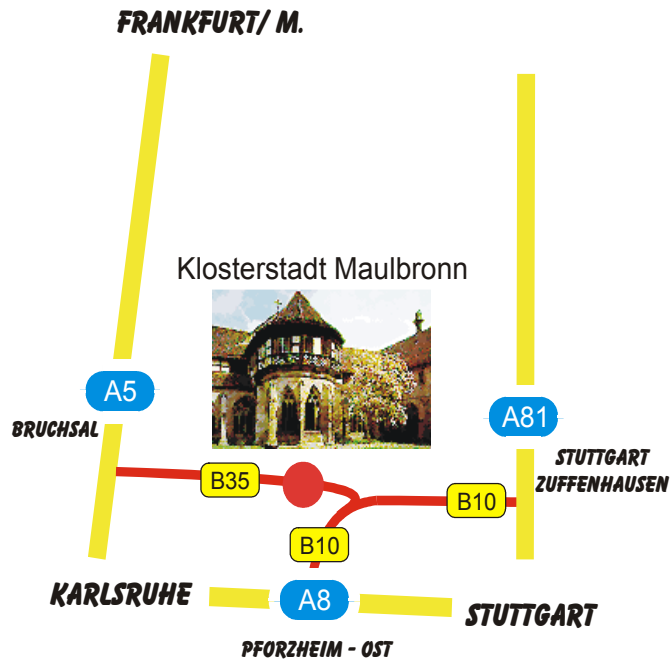 FRANKFURT/ M.
Klosterstadt Maulbronn
A5
A81
BRUCHSAL
STUTTGART
ZUFFENHAUSEN
B35
B10
B10
KARLSRUHE
A8
STUTTGART
PFORZHEIM - OST